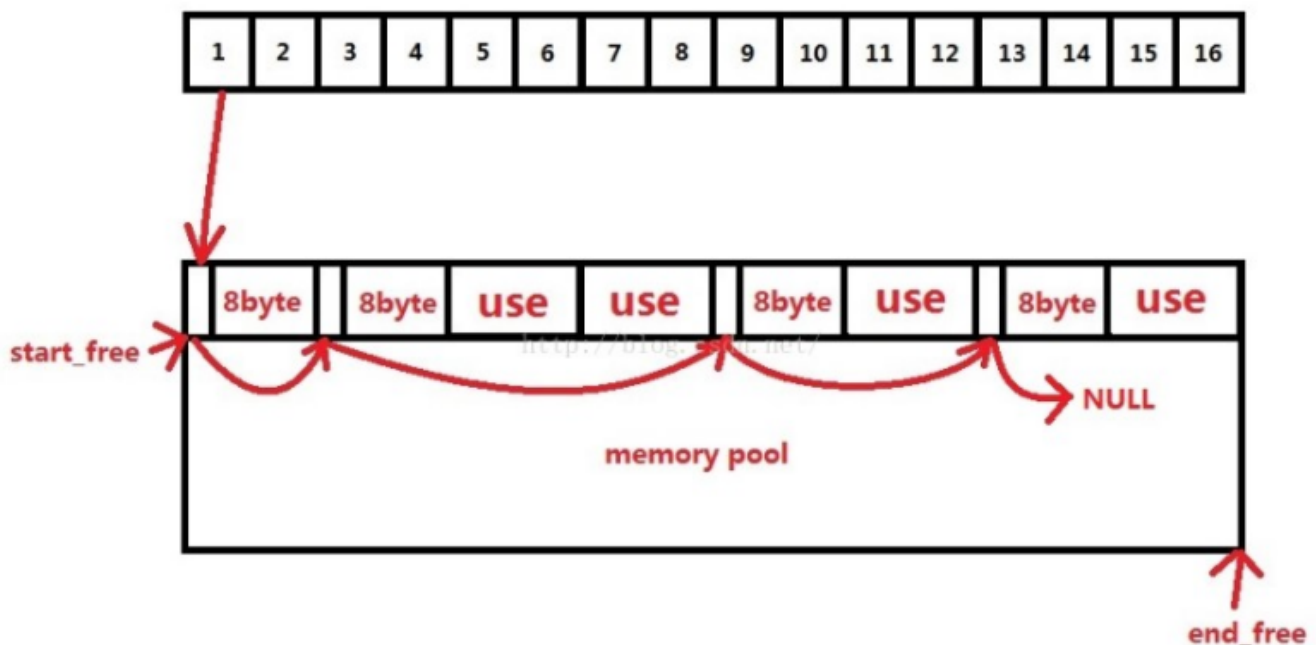 1 2 3 4 5 6 7 8 9 10 11 12 13 14 15 16
8byte 8byte use use 8byte use 8byte use
start_free
NULL
memory pool
end_free